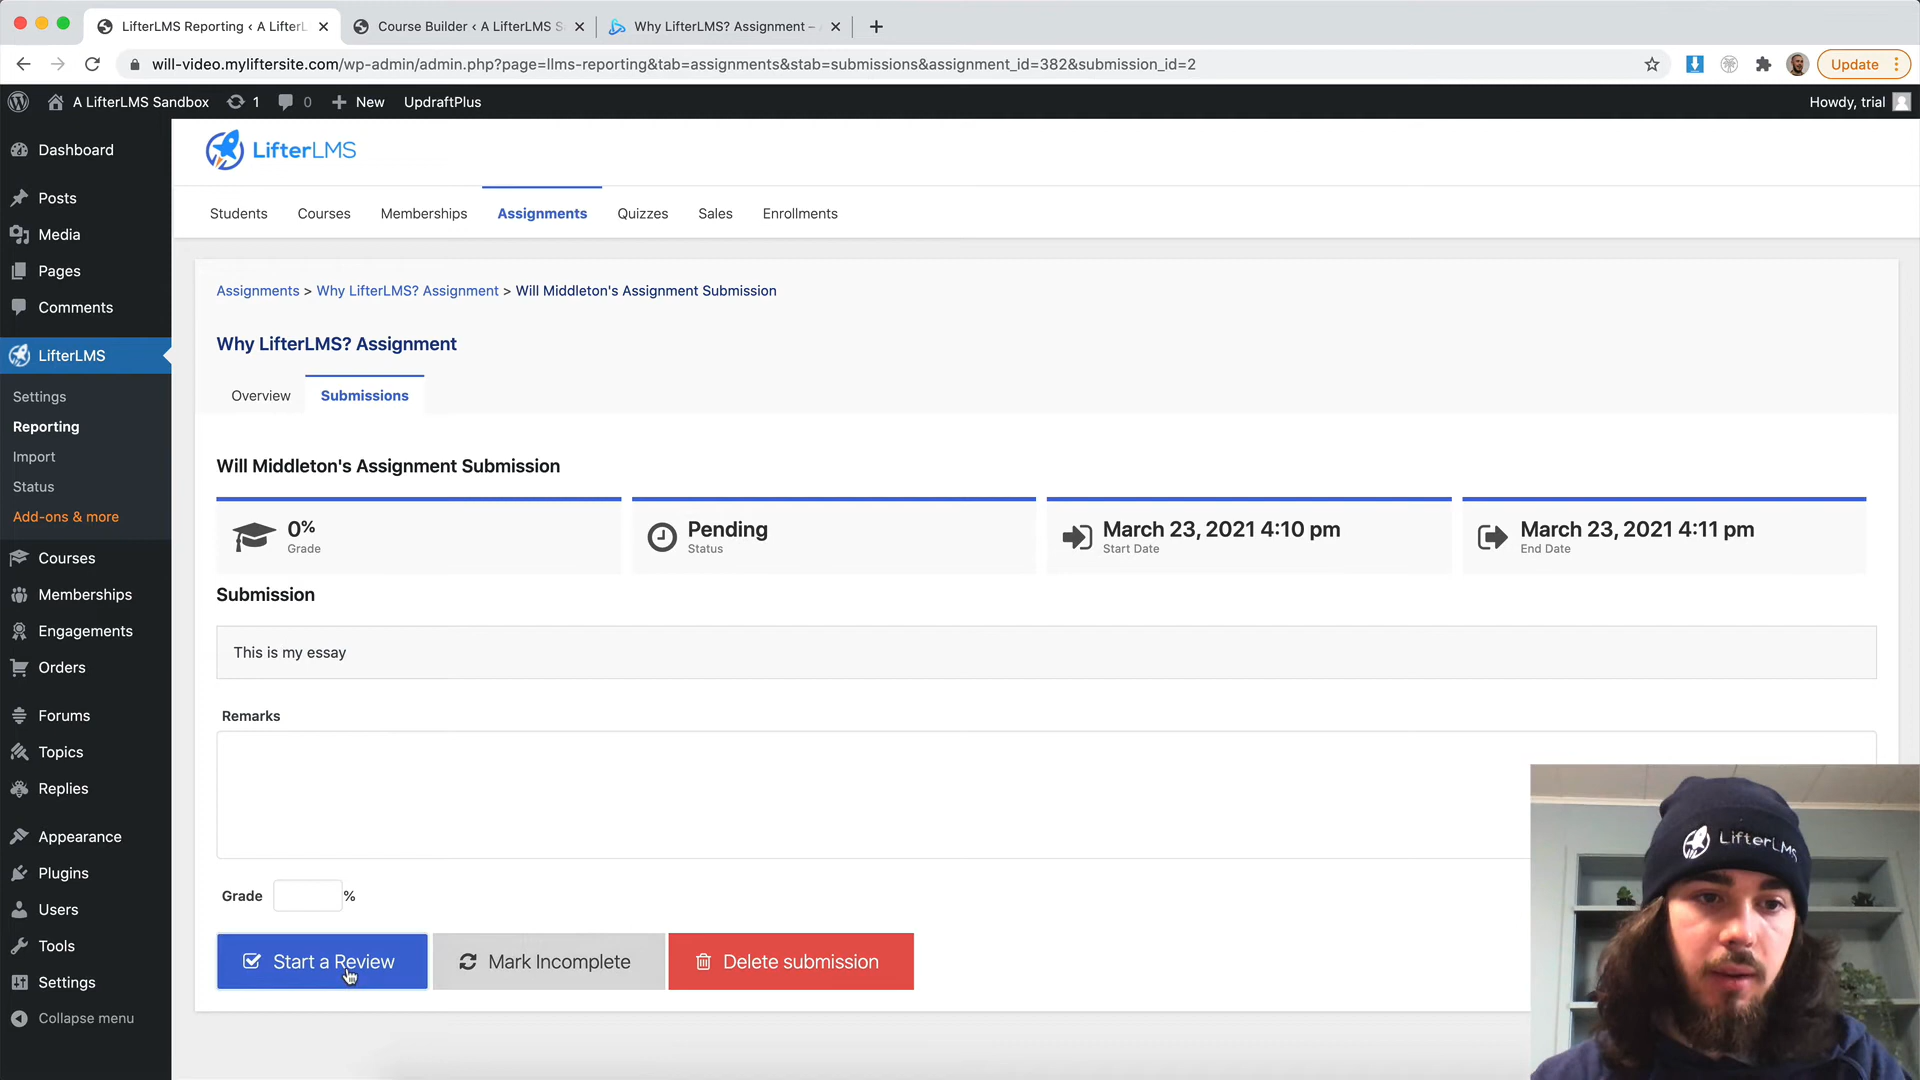 LifterLMS Reporting ‹ A Lifter
Course Builder ‹ A LifterLMS S
Why LifterLMS? Assignment –
will-video.myliftersite.com/wp-admin/admin.php?page=llms-reporting&tab=assignments&stab=submissions&assignment_id=382&submission_id=2
Update
A LifterLMS Sandbox
1
0
New
UpdraftPlus
Howdy, trial
Dashboard
Posts
Media
Pages
Comments
LifterLMS
Settings
Reporting
Import
Status
Add-ons & more
Courses
Memberships
Engagements
Orders
Forums
Topics
Replies
Appearance
Plugins
Users
Tools
Settings
Collapse menu
LifterLMS
Students
Courses
Memberships
Assignments
Quizzes
Sales
Enrollments
Assignments > Why LifterLMS? Assignment > Will Middleton's Assignment Submission
Why LifterLMS? Assignment
Overview
Submissions
Will Middleton's Assignment Submission
0%
Grade
Pending
Status
March 23, 2021 4:10 pm
Start Date
March 23, 2021 4:11 pm
End Date
Submission
This is my essay
Remarks
Grade
%
Start a Review
Mark Incomplete
Delete submission
LifterLMS